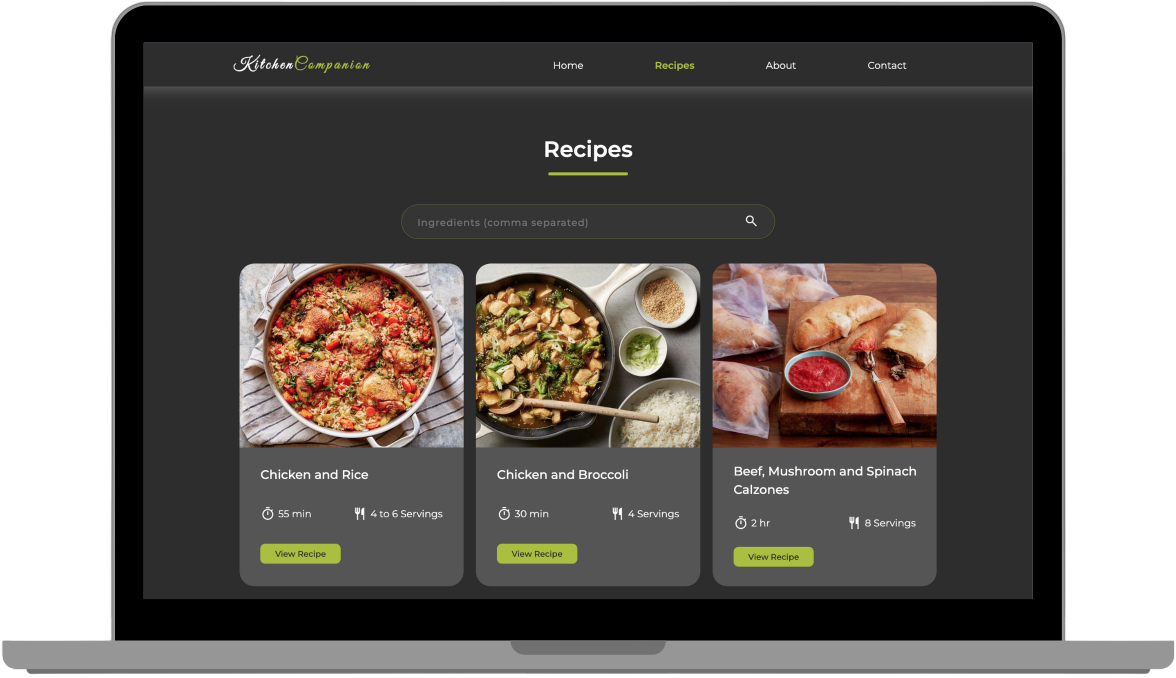 KitchenCompanion
Home
Recipes
About
Contact
Recipes
Ingredients (comma separated)
Chicken and Rice
55 min
4 to 6 Servings
View Recipe
Chicken and Broccoli
30 min
4 Servings
View Recipe
Beef, Mushroom and Spinach
Calzones
2 hr
8 Servings
View Recipe